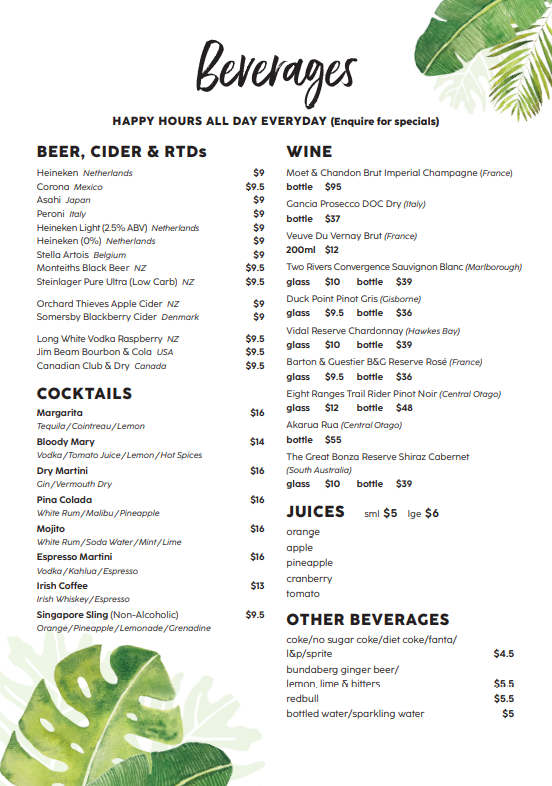 Beverages
HAPPY HOURS ALL DAY EVERYDAY (Enquire for specials)
BEER, CIDER & RTDs
Heineken Netherlands $9
Corona Mexico $9.5
Asahi Japan $9
Peroni Italy $9
Heineken Light (2.5% ABV) Netherlands $9
Heineken (0%) Netherlands $9
Stella Artois Belgium $9
Monteiths Black Beer NZ $9.5
Steinlager Pure Ultra (Low Carb) NZ $9.5
Orchard Thieves Apple Cider NZ $9
Somersby Blackberry Cider Denmark $9
Long White Vodka Raspberry NZ $9.5
Jim Beam Bourbon & Cola USA $9.5
Canadian Club & Dry Canada $9.5
COCKTAILS
Margarita $16
Tequila/Cointreau/Lemon
Bloody Mary $14
Vodka/Tomato Juice/Lemon/Hot Spices
Dry Martini $16
Gin/Vermouth Dry
Pina Colada $16
White Rum/Malibu/Pineapple
Mojito $16
White Rum/Soda Water/Mint/Lime
Espresso Martini $16
Vodka/Kahlua/Espresso
Irish Coffee $13
Irish Whiskey/Espresso
Singapore Sling (Non-Alcoholic) $9.5
Orange/Pineapple/Lemonade/Grenadine
WINE
Moet & Chandon Brut Imperial Champagne (France)
bottle $95
Gancia Prosecco DOC Dry (Italy)
bottle $37
Veuve Du Vernay Brut (France)
200ml $12
Two Rivers Convergence Sauvignon Blanc (Marlborough)
glass $10 bottle $39
Duck Point Pinot Gris (Gisborne)
glass $9.5 bottle $36
Vidal Reserve Chardonnay (Hawkes Bay)
glass $10 bottle $39
Barton & Guestier B&G Reserve Rosé (France)
glass $9.5 bottle $36
Eight Ranges Trail Rider Pinot Noir (Central Otago)
glass $12 bottle $48
Akarua Rua (Central Otago)
bottle $55
The Great Bonza Reserve Shiraz Cabernet
(South Australia)
glass $10 bottle $39
JUICES sml $5 lge $6
orange
apple
pineapple
cranberry
tomato
OTHER BEVERAGES
coke/no sugar coke/diet coke/fanta/
l&p/sprite $4.5
bundaberg ginger beer/
lemon, lime & bitters $5.5
redbull $5.5
bottled water/sparkling water $5